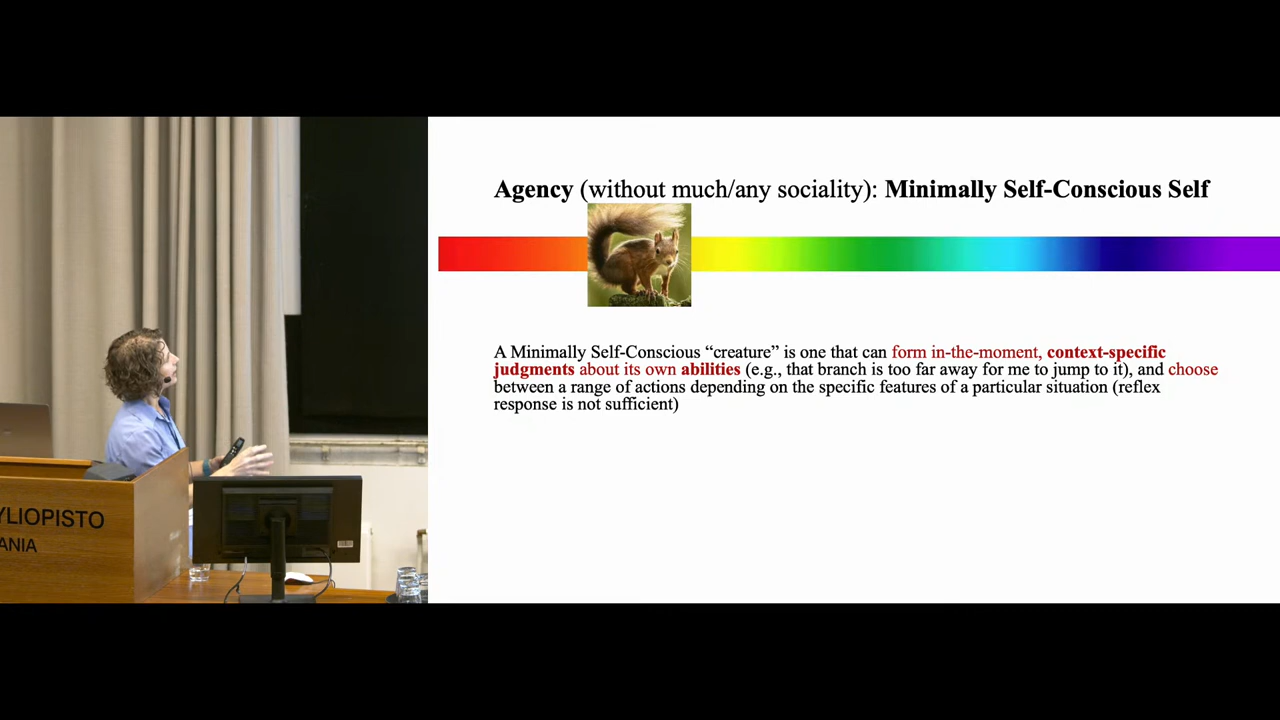 Agency (without much/any sociality): Minimally Self-Conscious Self
A Minimally Self-Conscious “creature” is one that can form in-the-moment, context-specific
judgments about its own abilities (e.g., that branch is too far away for me to jump to it), and choose
between a range of actions depending on the specific features of a particular situation (reflex
response is not sufficient)
YLIOPISTO
ANIA